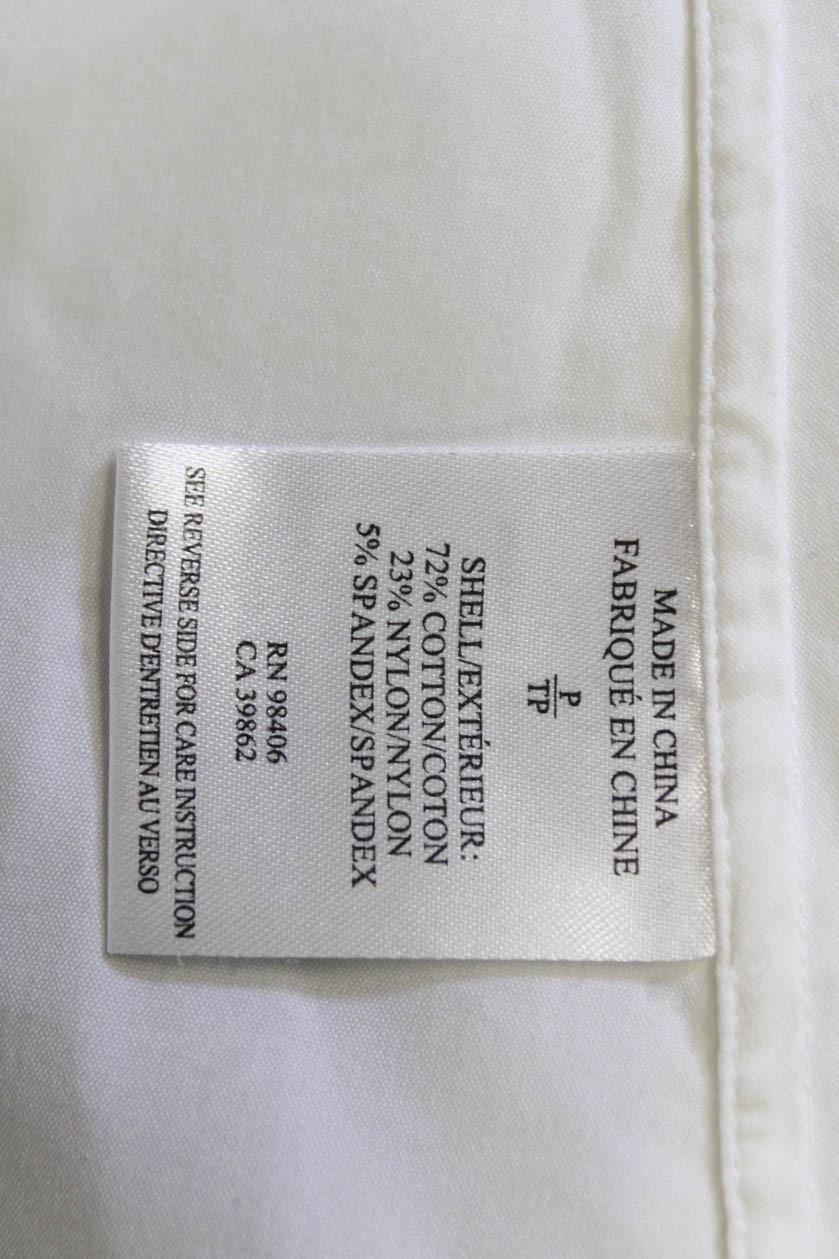 MADE IN CHINA
FABRIQUÉ EN CHINE
P
TP
SHELL/EXTÉRIEUR:
72% COTTON/COTON
23% NYLON/NYLON
5% SPANDEX/SPANDEX
RN 98406
CA 39862
SEE REVERSE SIDE FOR CARE INSTRUCTION
DIRECTIVE D'ENTRETIEN AU VERSO